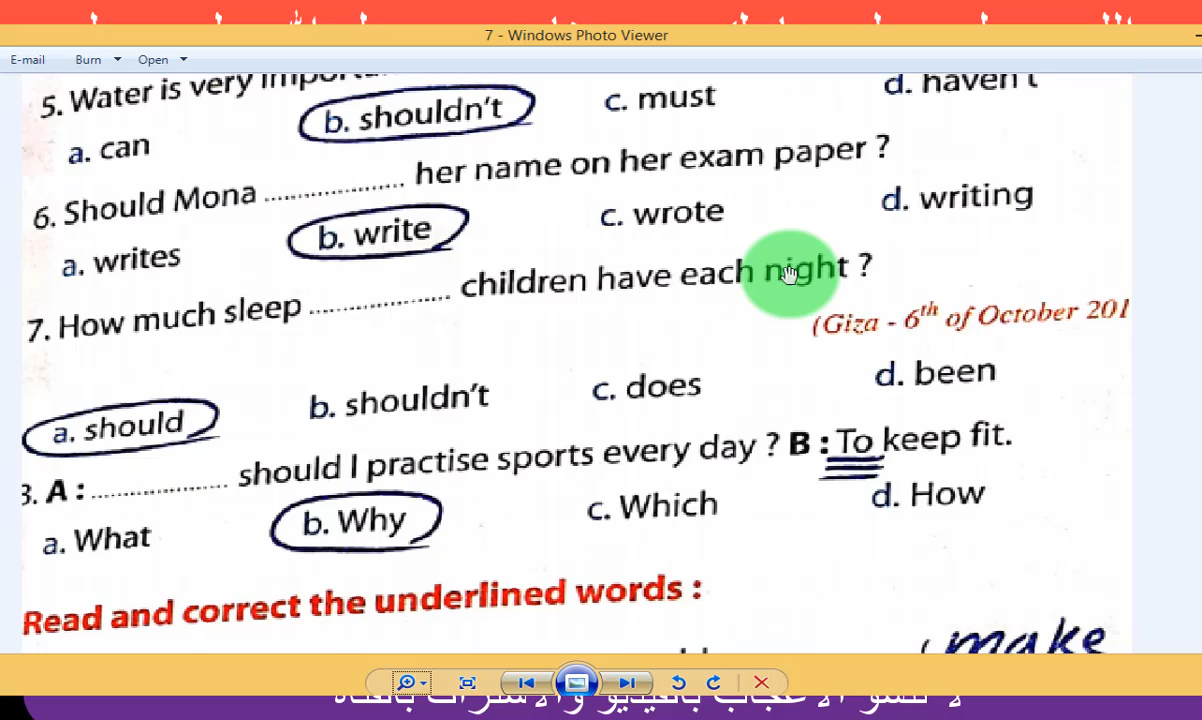 7 - Windows Photo Viewer
E-mail Burn Open
5. Water is very
a. can b. shouldn't c. must d. haven't
6. Should Mona .............. her name on her exam paper ?
a. writes b. write c. wrote d. writing
7. How much sleep .............. children have each night ?
(Giza - 6th of October 201
a. should b. shouldn't c. does d. been
A : .............. should I practise sports every day ? B : To keep fit.
a. What b. Why c. Which d. How
Read and correct the underlined words :
( make